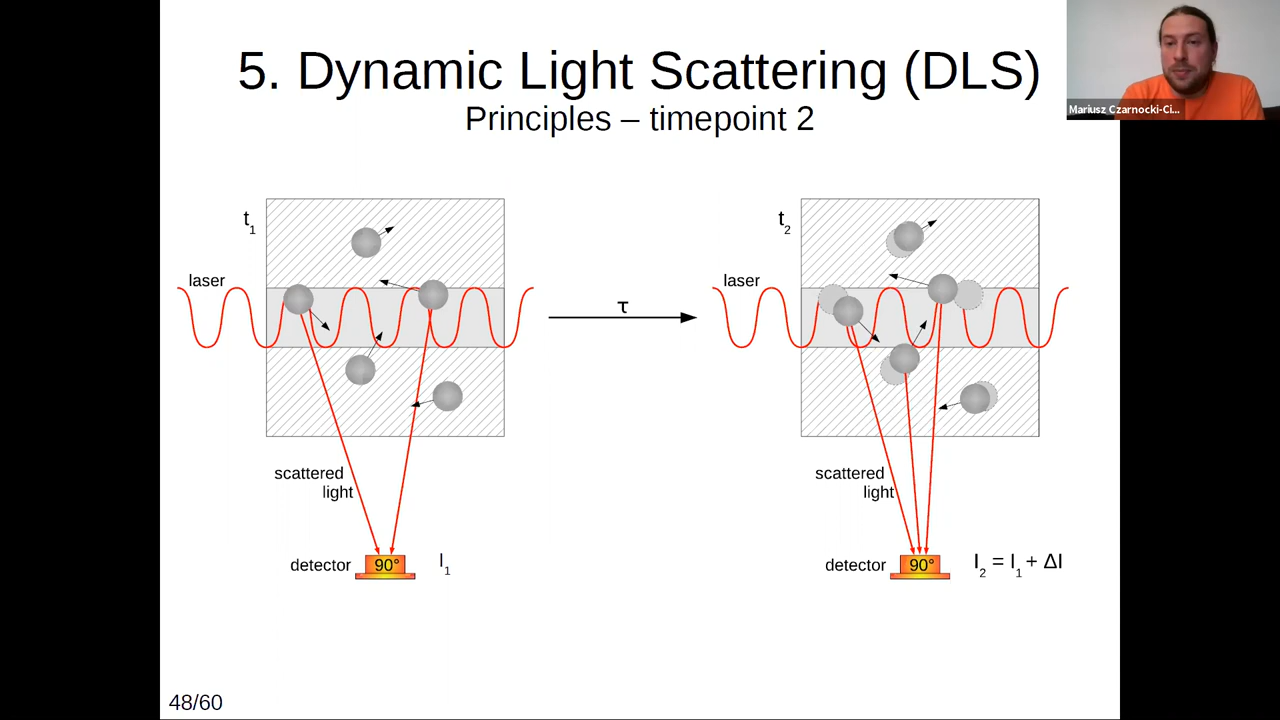 5. Dynamic Light Scattering (DLS)
Principles – timepoint 2
Mariusz Czarnocki-Ci...
t1
laser
scattered
light
detector
90°
I1
τ
t2
laser
scattered
light
detector
90°
I2 = I1 + ΔI
48/60